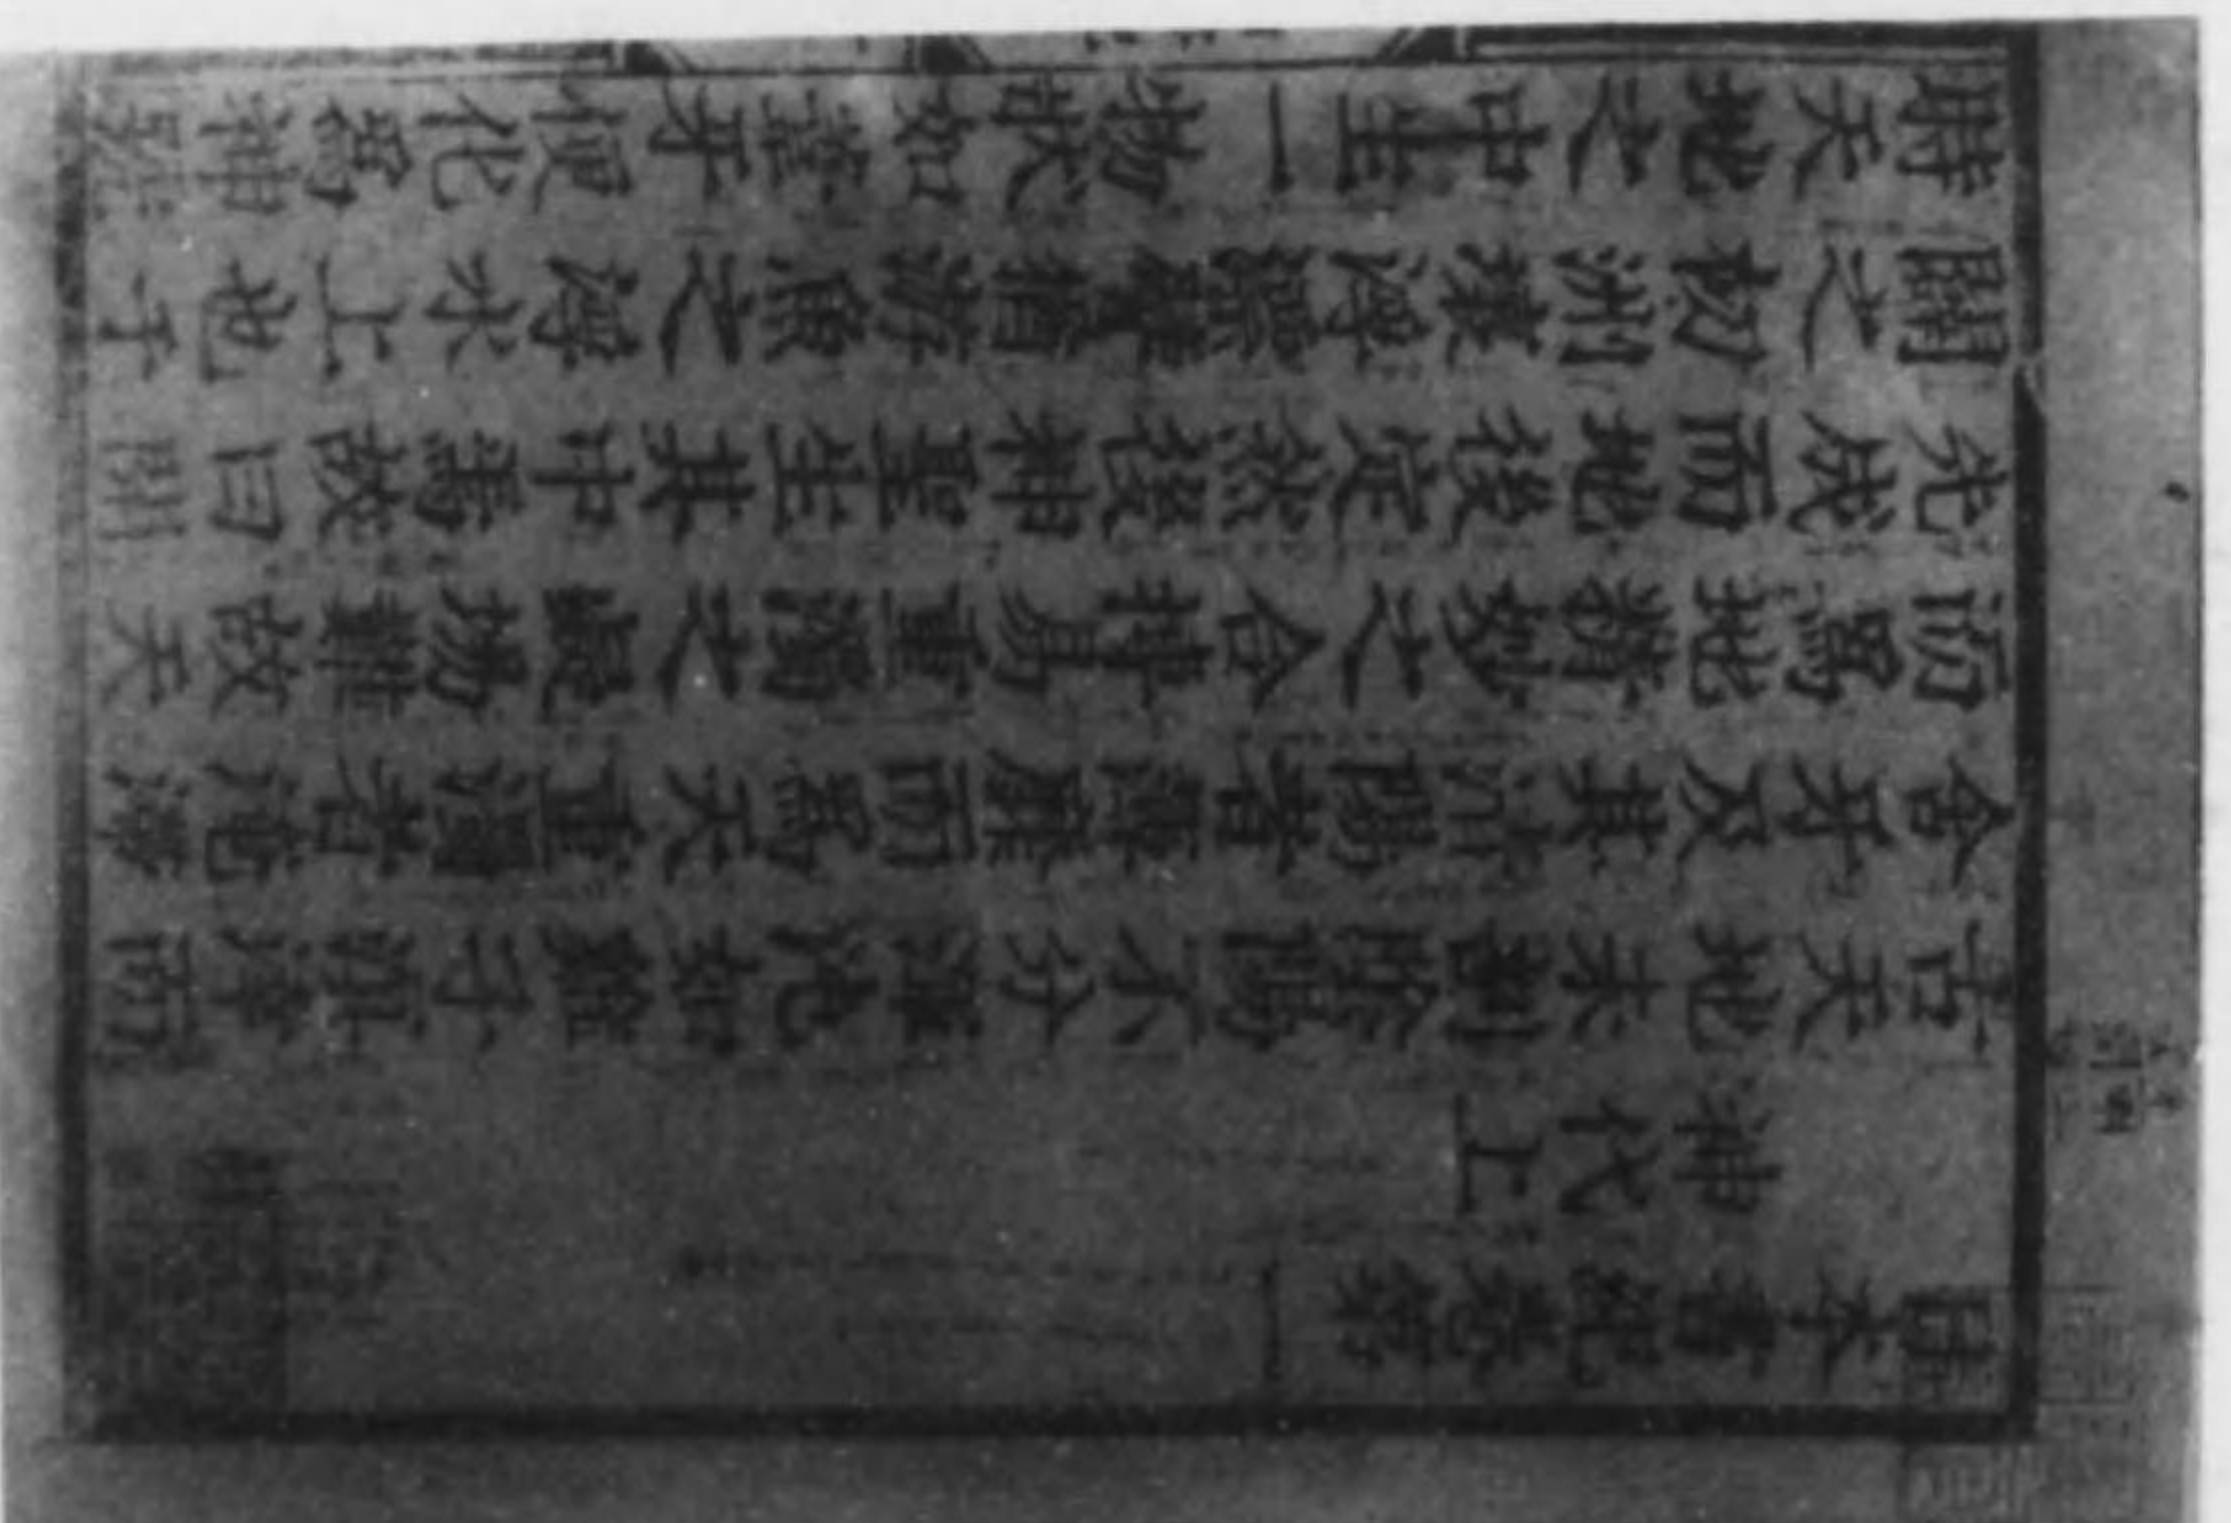 日本書紀卷第一
神代上
古天地未剖陰陽不分渾沌如鷄子溟涬而
含牙及其清陽者薄靡而爲天重濁者淹滯
而爲地精妙之合搏易重濁之凝場難故天
先成而地後定然後神聖生其中焉故曰開
闢之初洲壤浮漂譬猶游魚之浮水上也于
時天地之中生一物狀如葦牙便化爲神號